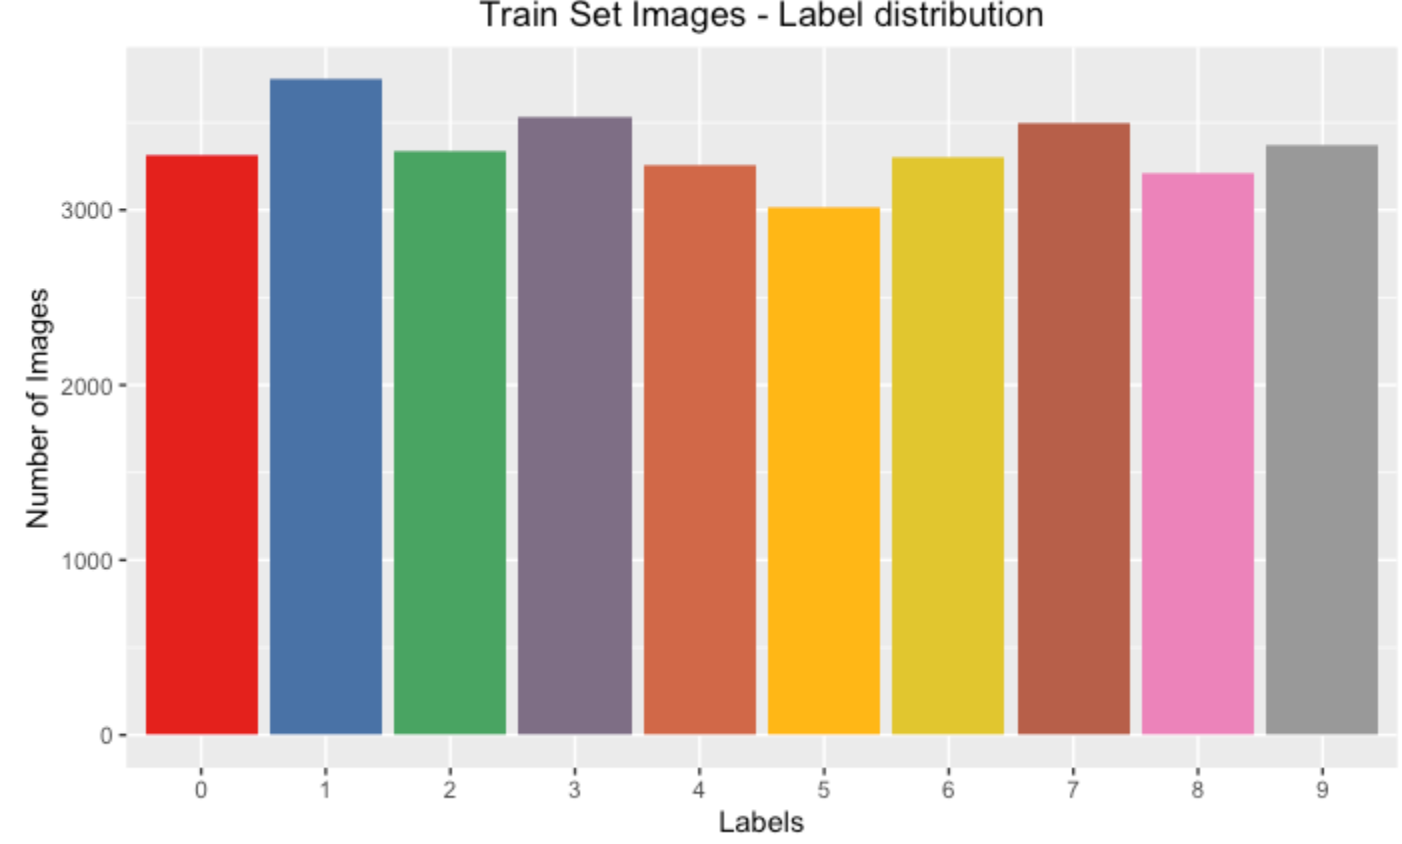 Train Set Images - Label distribution
Number of Images
3000
2000
1000
0
0 1 2 3 4 5 6 7 8 9
Labels